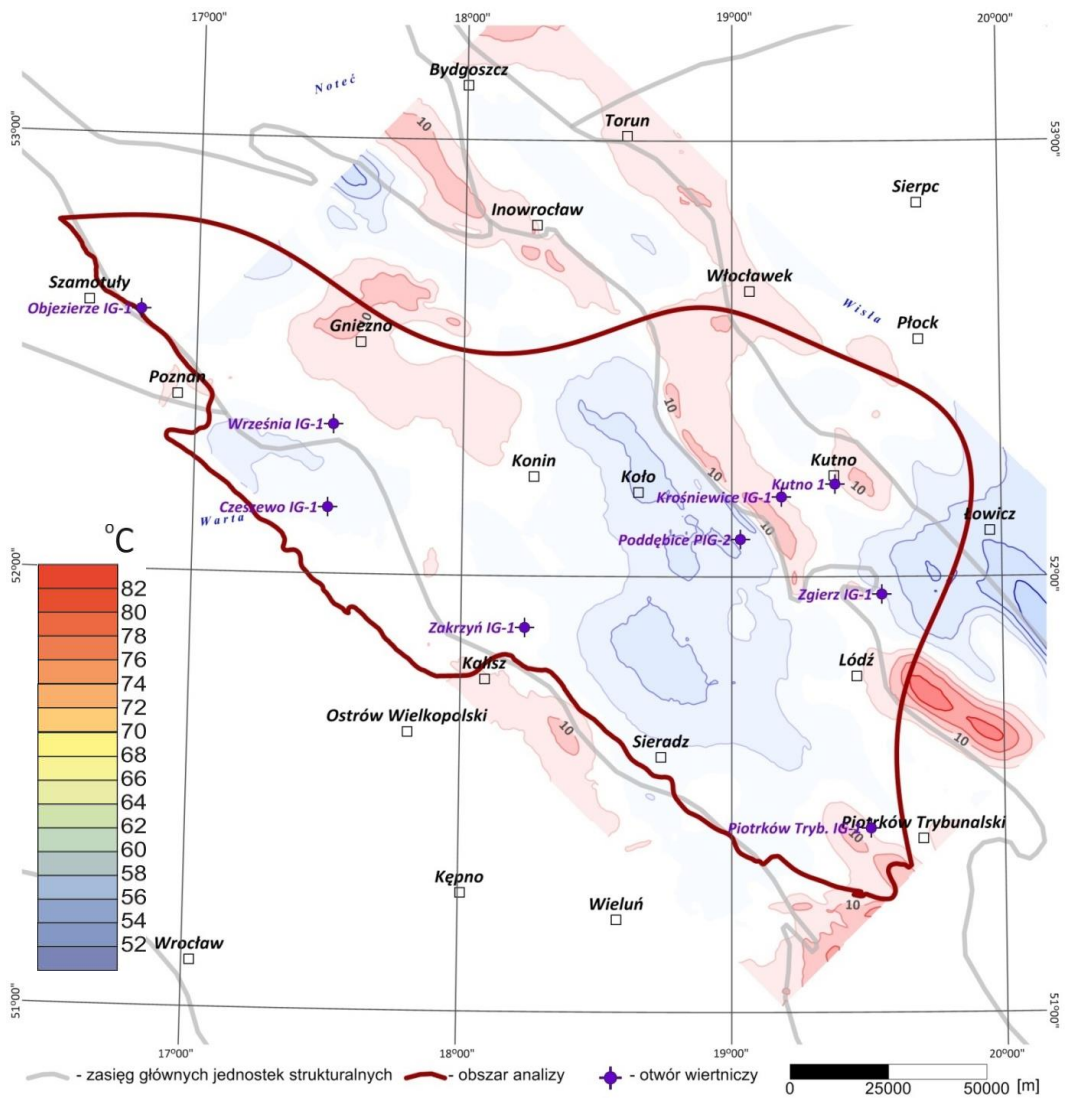 17°00" 18°00" 19°00" 20°00"
Noteć
Bydgoszcz
10
Torun
53°00" 53°00"
Sierpc
Inowrocław
Szamotuły
Objezierze IG-1
Włocławek
Wisła
Płock
Gniezno
10
Poznan
10
Września IG-1
Konin
Koło
10
Kutno
Kutno 1
10
Krośniewice IG-1
Czeszewo IG-1
Warta
Łowicz
10
Poddębice PIG-2
°C
52°00" 52°00"
Zgierz IG-1
82
80
78
76
74
72
70
68
66
64
62
60
58
56
54
52
Zakrzyń IG-1
Kalisz
Łódź
Ostrów Wielkopolski
10
Sieradz
10
Piotrków Tryb. IG-
Piotrków Trybunalski
10
Kępno
Wieluń
10
Wrocław
51°00" 51°00"
17°00" 18°00" 19°00" 20°00"
- zasięg głównych jednostek strukturalnych - obszar analizy - otwór wiertniczy
0 25000 50000 [m]